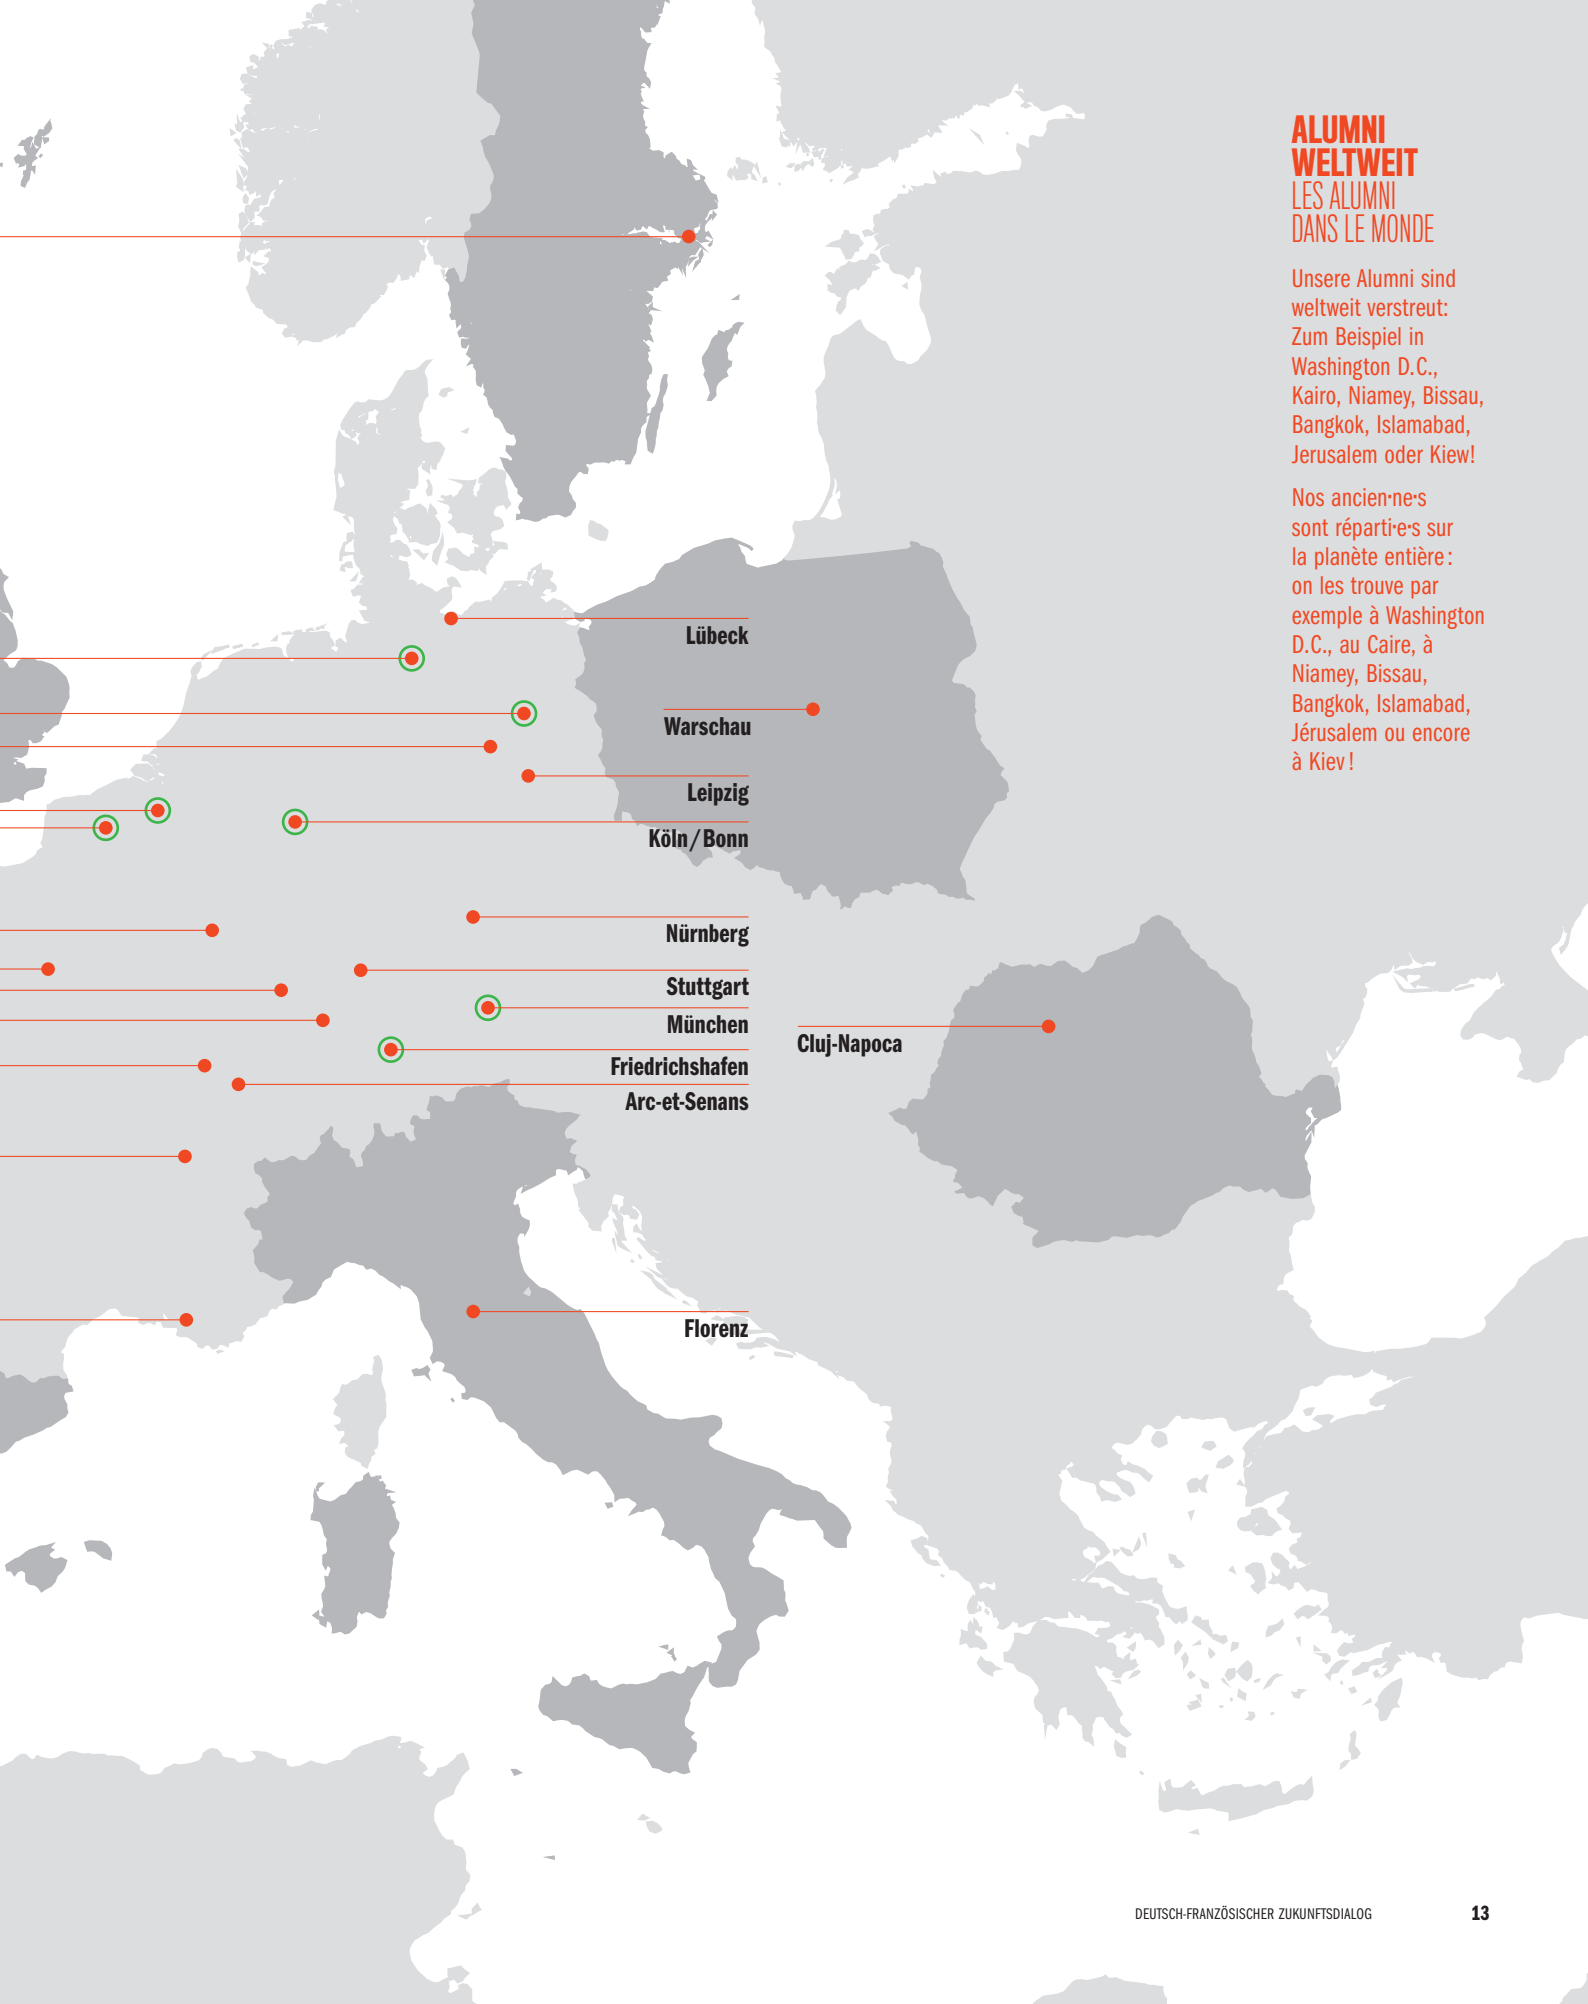 ALUMNI
WELTWEIT
LES ALUMNI
DANS LE MONDE
Unsere Alumni sind
weltweit verstreut:
Zum Beispiel in
Washington D.C.,
Kairo, Niamey, Bissau,
Bangkok, Islamabad,
Jerusalem oder Kiew!
Nos ancien·ne·s
sont réparti·e·s sur
la planète entière :
on les trouve par
exemple à Washington
D.C., au Caire, à
Niamey, Bissau,
Bangkok, Islamabad,
Jérusalem ou encore
à Kiev !
Lübeck
Warschau
Leipzig
Köln / Bonn
Nürnberg
Stuttgart
München
Cluj-Napoca
Friedrichshafen
Arc-et-Senans
Florenz
DEUTSCH-FRANZÖSISCHER ZUKUNFTSDIALOG 13